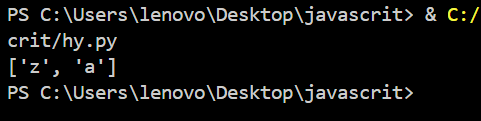 PS C:\Users\lenovo\Desktop\javascrit> & C:/
crit/hy.py
['z', 'a']
PS C:\Users\lenovo\Desktop\javascrit>